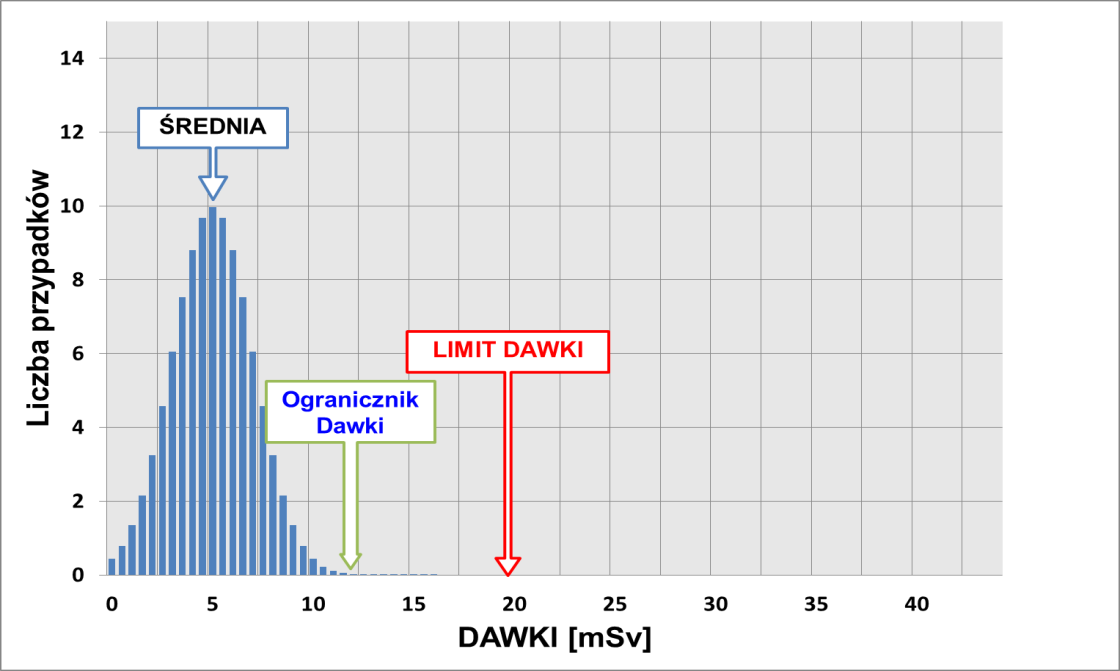 14
12
10
8
6
4
2
0
Liczba przypadków
ŚREDNIA
LIMIT DAWKI
Ogranicznik
Dawki
0 5 10 15 20 25 30 35 40
DAWKI [mSv]